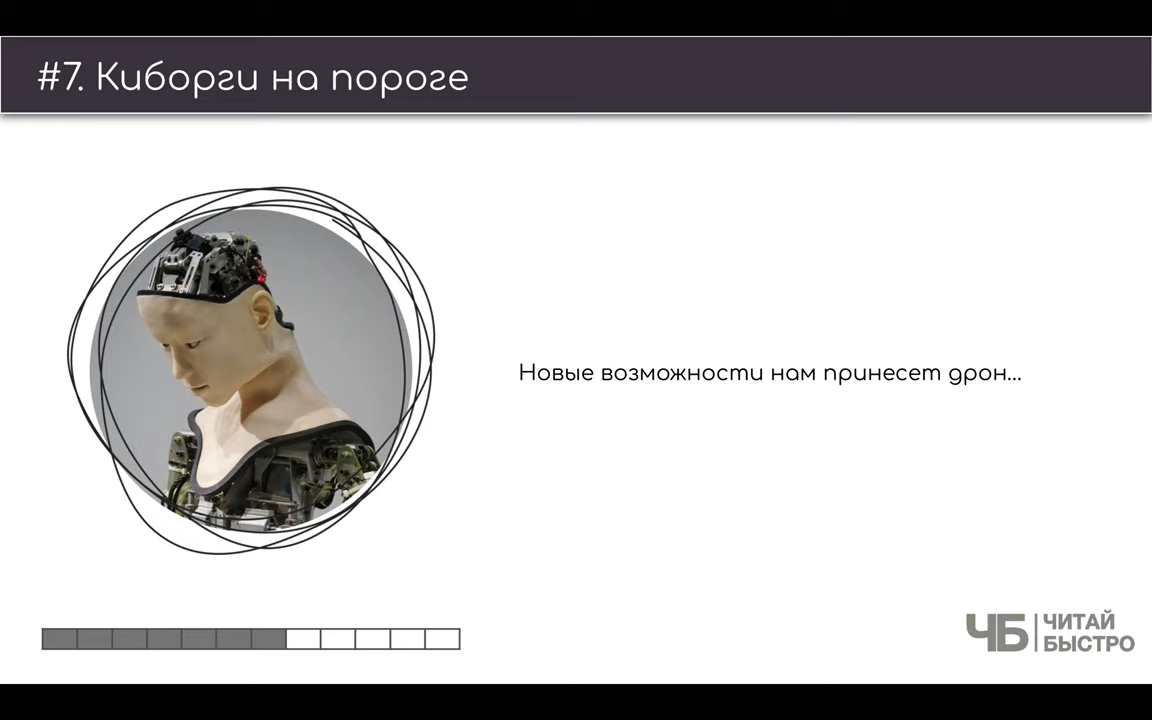 #7. Киборги на пороге
Новые возможности нам принесет дрон...
ЧБ
ЧИТАЙ
БЫСТРО